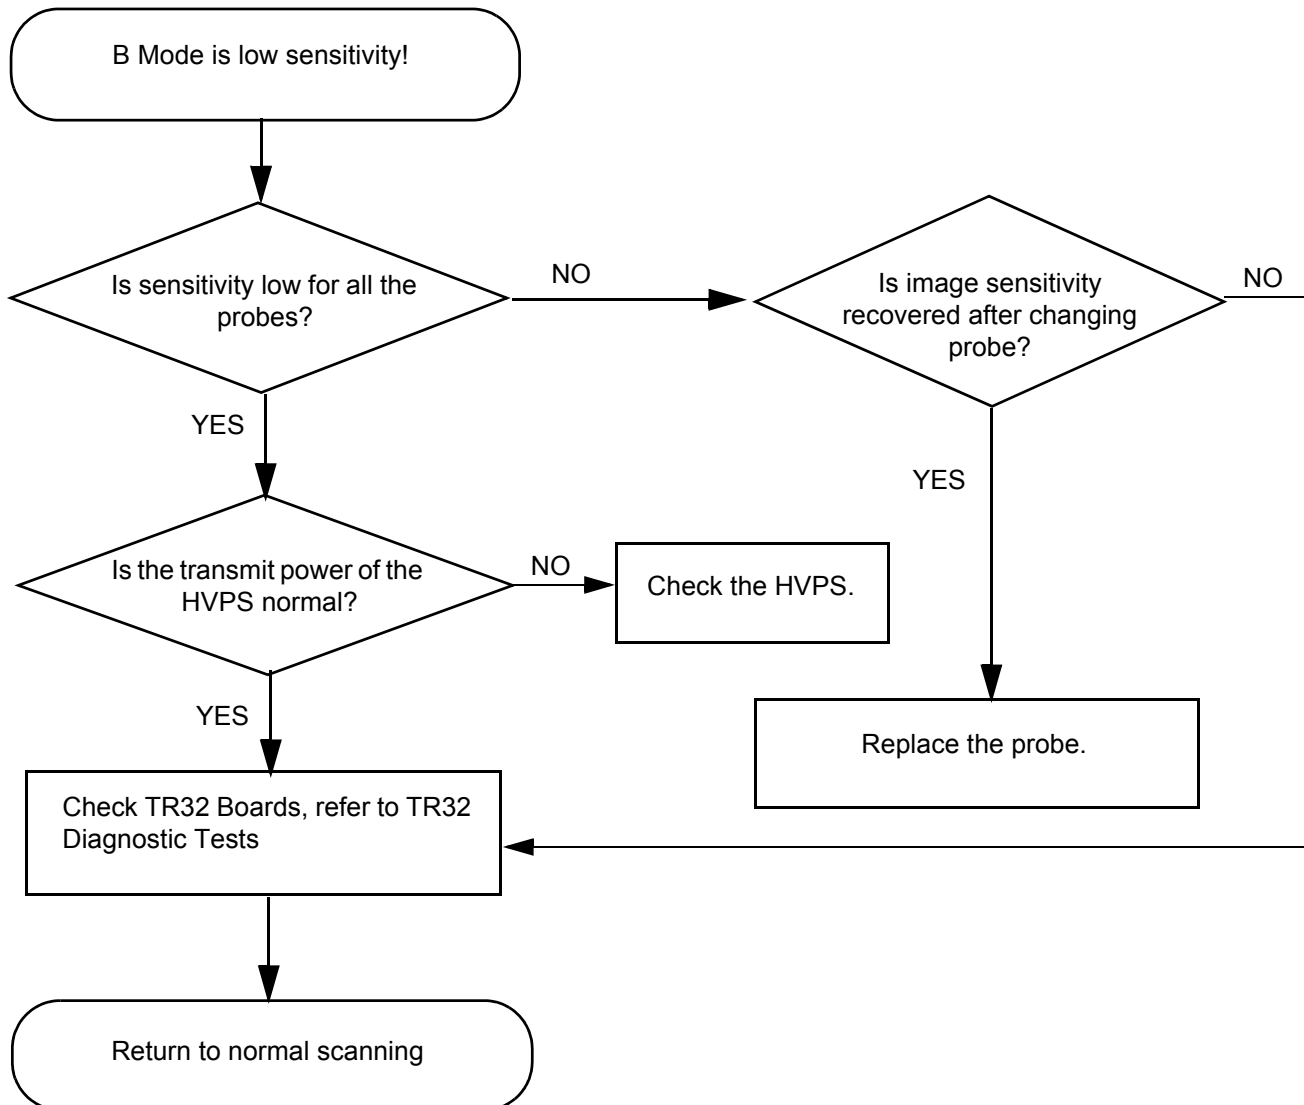 B Mode is low sensitivity!
Is sensitivity low for all the
probes?
NO
Is image sensitivity
recovered after changing
probe?
NO
YES
YES
Is the transmit power of the
HVPS normal?
NO
Check the HVPS.
YES
Replace the probe.
Check TR32 Boards, refer to TR32
Diagnostic Tests
Return to normal scanning